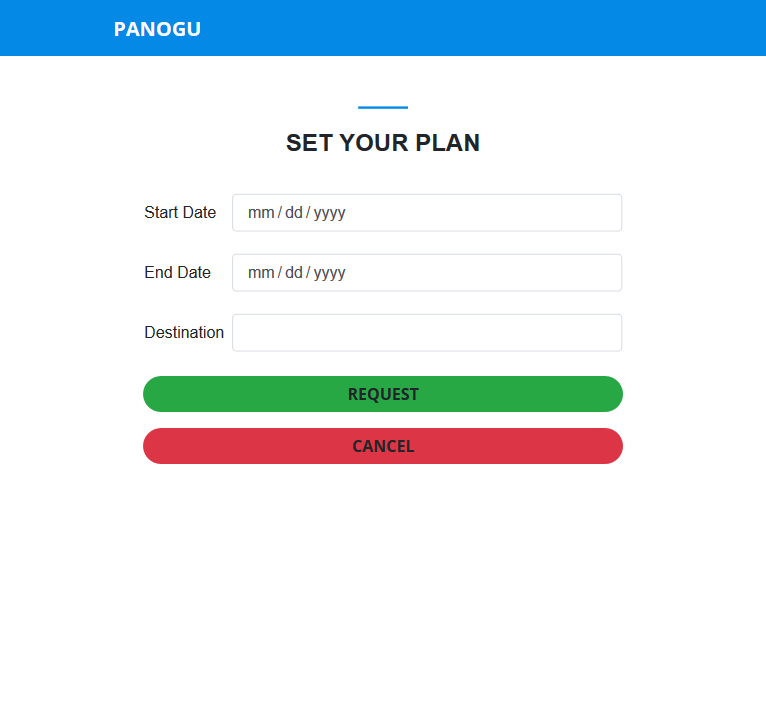 PANOGU
SET YOUR PLAN
Start Date mm / dd / yyyy
End Date mm / dd / yyyy
Destination
REQUEST
CANCEL